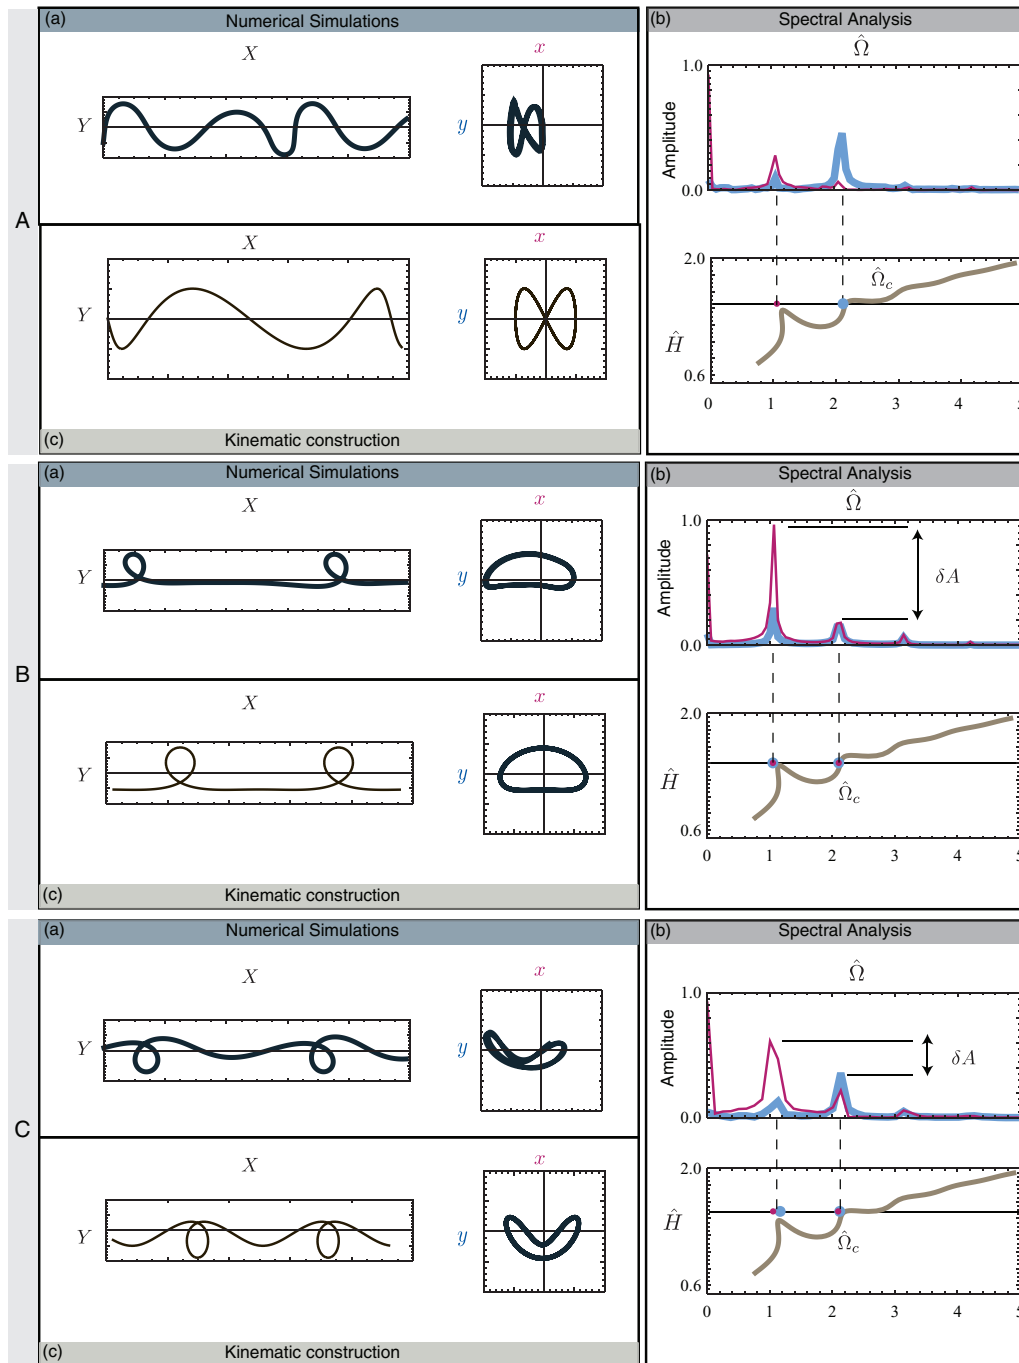 A
(a) Numerical Simulations
X
Y
x
y
X
Y
x
y
(c) Kinematic construction
(b) Spectral Analysis
Ω̂
1.0
Amplitude
0.0
2.0
Ω̂c
Ĥ
0.6
0 1 2 3 4 5
B
(a) Numerical Simulations
X
Y
x
y
X
Y
x
y
(c) Kinematic construction
(b) Spectral Analysis
Ω̂
1.0
Amplitude
δA
0.0
2.0
Ĥ
Ω̂c
0.6
0 1 2 3 4 5
C
(a) Numerical Simulations
X
Y
x
y
X
Y
x
y
(c) Kinematic construction
(b) Spectral Analysis
Ω̂
1.0
Amplitude
δA
0.0
2.0
Ĥ
Ω̂c
0.6
0 1 2 3 4 5